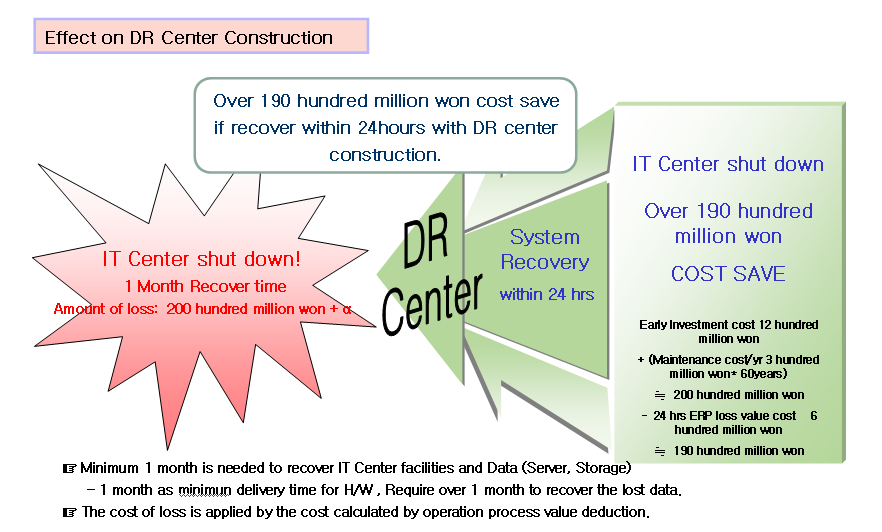 Effect on DR Center Construction
Over 190 hundred million won cost save
if recover within 24hours with DR center
construction.
IT Center shut down!
1 Month Recover time
Amount of loss: 200 hundred million won + α
DR
Center
System
Recovery
within 24 hrs
IT Center shut down
Over 190 hundred
million won
COST SAVE
Early Investment cost 12 hundred
million won
+ (Maintenance cost/yr 3 hundred
million won* 60years)
≒ 200 hundred million won
- 24 hrs ERP loss value cost 6
hundred million won
≒ 190 hundred million won
☞ Minimum 1 month is needed to recover IT Center facilities and Data (Server, Storage)
- 1 month as minimun delivery time for H/W , Require over 1 month to recover the lost data.
☞ The cost of loss is applied by the cost calculated by operation process value deduction.